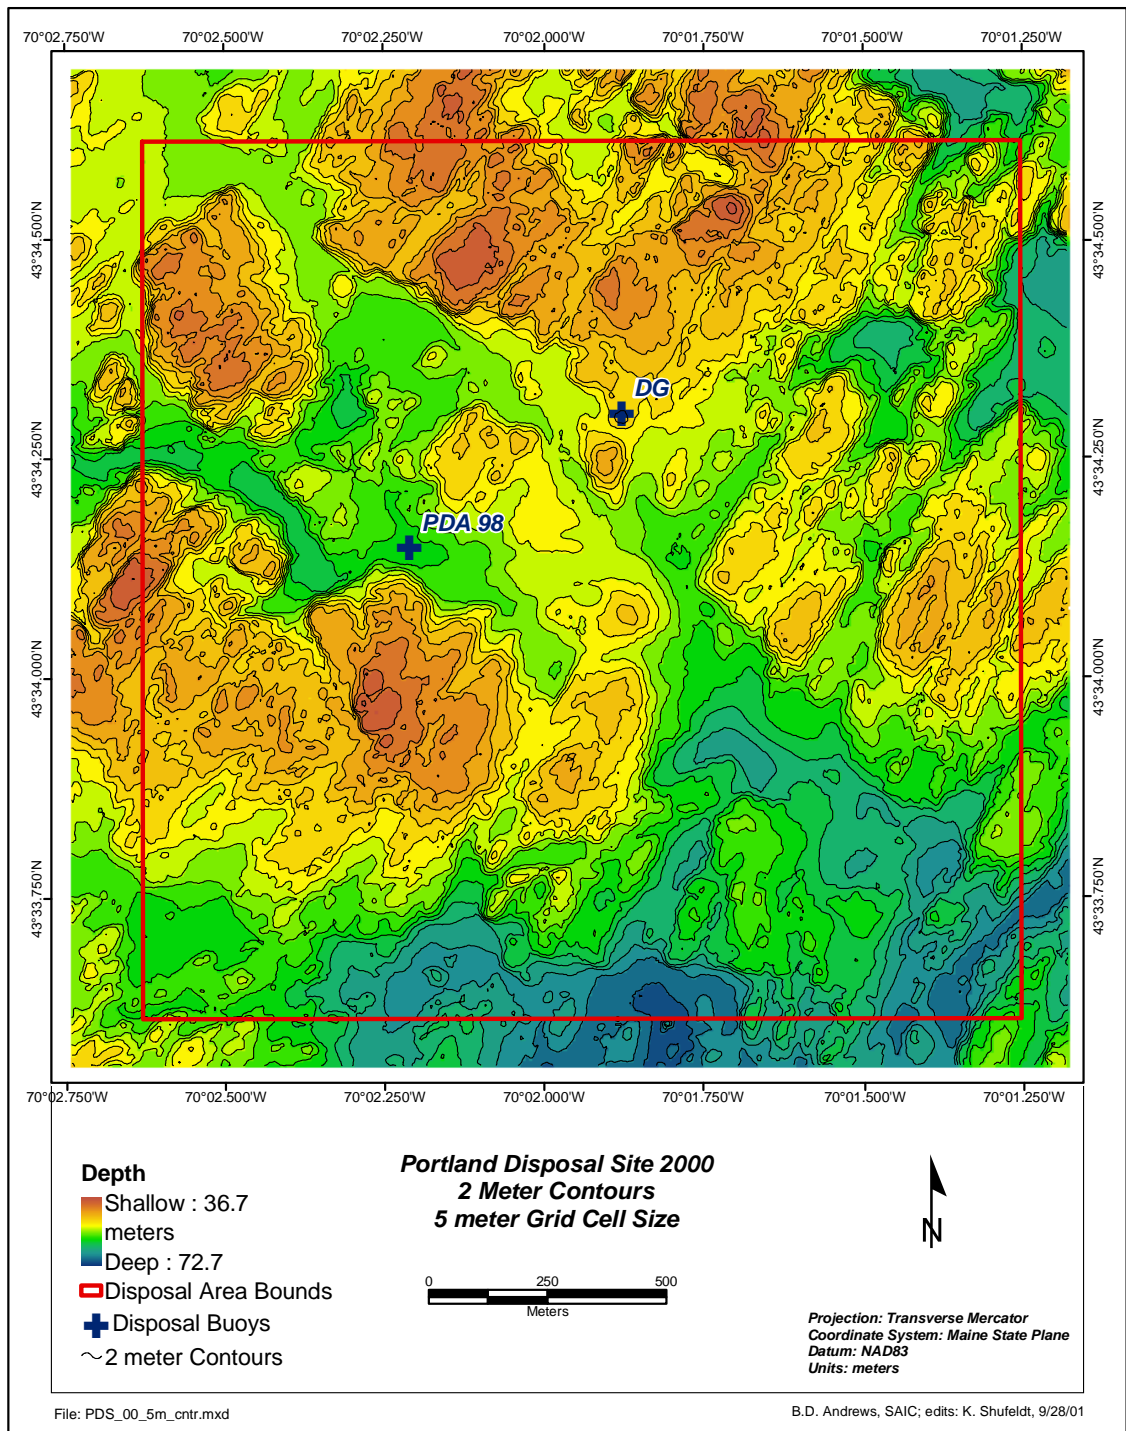 70°02.750'W 70°02.500'W 70°02.250'W 70°02.000'W 70°01.750'W 70°01.500'W 70°01.250'W
43°34.500'N 43°34.500'N
DG
43°34.250'N 43°34.250'N
PDA 98
43°34.000'N 43°34.000'N
43°33.750'N 43°33.750'N
70°02.750'W 70°02.500'W 70°02.250'W 70°02.000'W 70°01.750'W 70°01.500'W 70°01.250'W
Depth
Shallow : 36.7
meters
Deep : 72.7
Disposal Area Bounds
Disposal Buoys
2 meter Contours
Portland Disposal Site 2000
2 Meter Contours
5 meter Grid Cell Size
0 250 500
Meters
N
Projection: Transverse Mercator
Coordinate System: Maine State Plane
Datum: NAD83
Units: meters
File: PDS_00_5m_cntr.mxd
B.D. Andrews, SAIC; edits: K. Shufeldt, 9/28/01